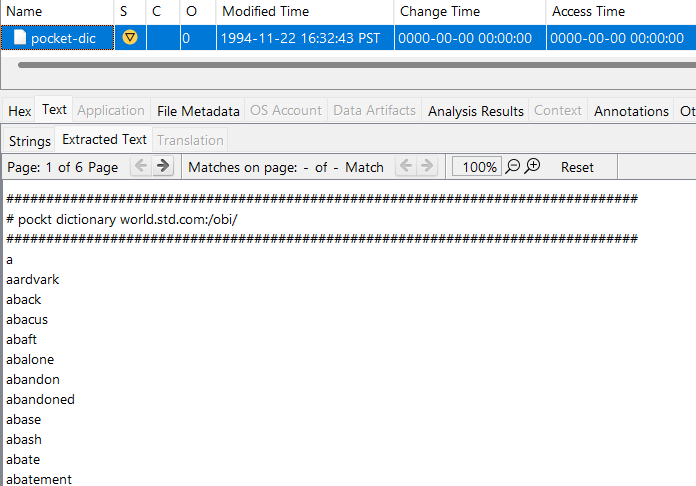 Name S C O Modified Time Change Time Access Time
pocket-dic 0 1994-11-22 16:32:43 PST 0000-00-00 00:00:00 0000-00-00 00:00:00
Hex Text Application File Metadata OS Account Data Artifacts Analysis Results Context Annotations Ot
Strings Extracted Text Translation
Page: 1 of 6 Page Matches on page: - of - Match 100% Reset
###############################################################################
# pockt dictionary world.std.com:/obi/
###############################################################################
a
aardvark
aback
abacus
abaft
abalone
abandon
abandoned
abase
abash
abate
abatement